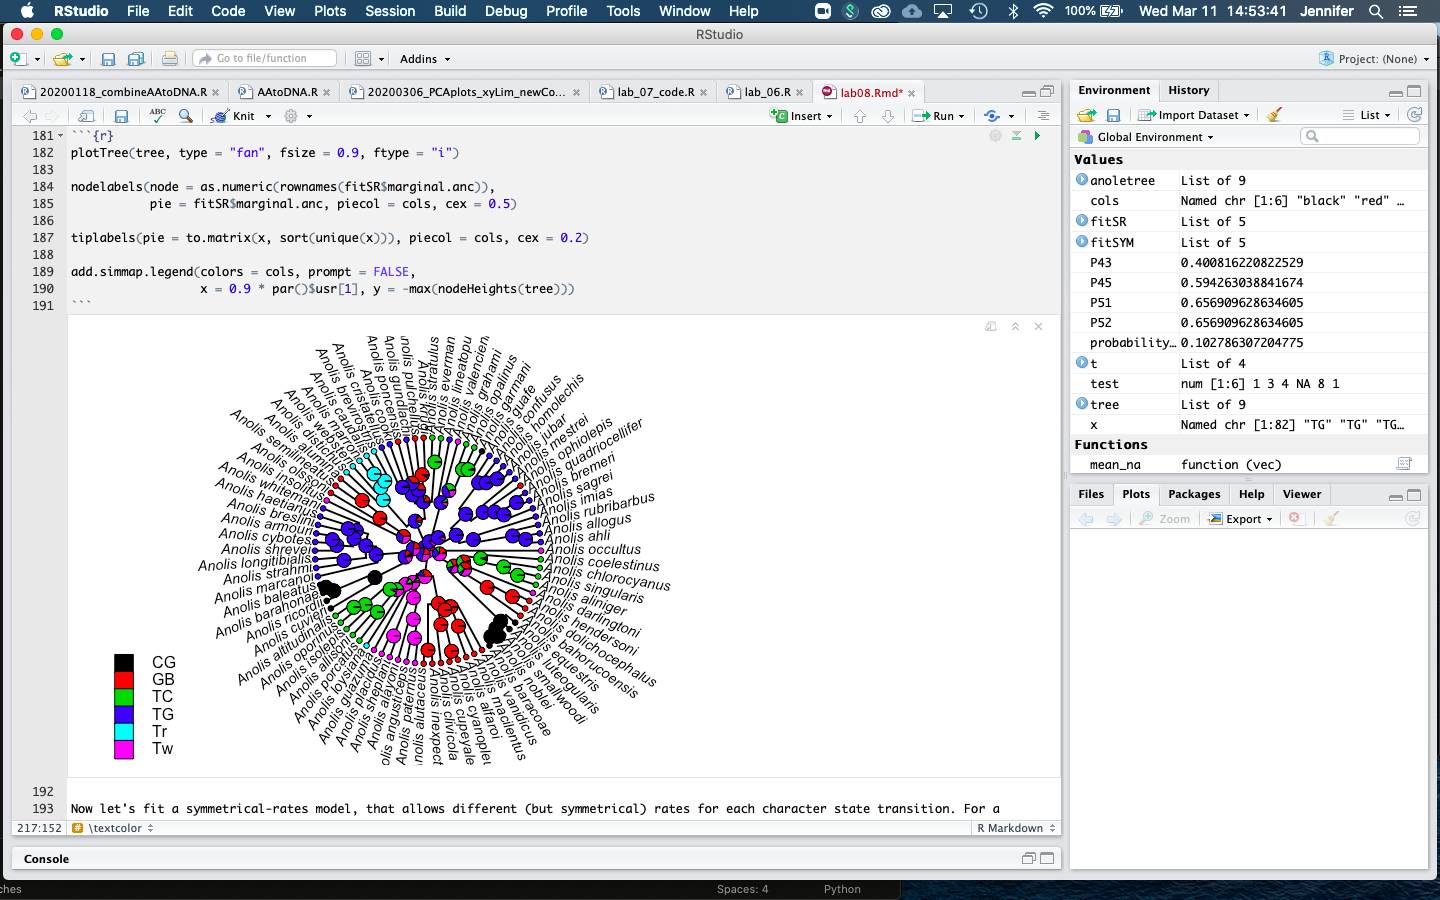 RStudio File Edit Code View Plots Session Build Debug Profile Tools Window Help 100% Wed Mar 11 14:53:41 Jennifer
RStudio
Go to file/function Addins Project: (None)
20200118_combineAAtoDNA.R AAtoDNA.R 20200306_PCAplots_xyLim_newCo... lab_07_code.R lab_06.R lab08.Rmd*
ABC Knit Insert Run
181 ```{r}
182 plotTree(tree, type = "fan", fsize = 0.9, ftype = "i")
183
184 nodelabels(node = as.numeric(rownames(fitSR$marginal.anc)),
185 pie = fitSR$marginal.anc, piecol = cols, cex = 0.5)
186
187 tiplabels(pie = to.matrix(x, sort(unique(x))), piecol = cols, cex = 0.2)
188
189 add.simmap.legend(colors = cols, prompt = FALSE,
190 x = 0.9 * par()$usr[1], y = -max(nodeHeights(tree)))
191 ```
Anolis occultus
Anolis coelestinus
Anolis chlorocyanus
Anolis singularis
Anolis aliniger
Anolis darlingtoni
Anolis hendersoni
Anolis dolichocephalus
Anolis bahorucoensis
Anolis equestris
Anolis luteogularis
Anolis smallwoodi
Anolis noblei
Anolis baracoae
Anolis vanidicus
Anolis macilentus
Anolis alfaroi
Anolis cyanopleu
Anolis cupeyale
Anolis clivicola
Anolis inexpect
Anolis ahli
Anolis allogus
Anolis rubribarbus
Anolis imias
Anolis sagrei
Anolis bremeri
Anolis quadriocellifer
Anolis ophiolepis
Anolis mestrei
Anolis jubar
Anolis homolechis
Anolis confusus
Anolis guafe
Anolis garmani
Anolis opalinus
Anolis grahami
Anolis valencien
Anolis lineatopu
Anolis everman
Anolis stratulus
Anolis krug
Anolis pulchellu
Anolis gundlach
Anolis poncensis
Anolis cook
Anolis cristatellus
Anolis brevirostris
Anolis caudalis
Anolis marron
Anolis websteri
Anolis distichus
Anolis alumina
Anolis semilineatus
Anolis olssoni
Anolis insolitus
Anolis whitemani
Anolis haetianus
Anolis breslini
Anolis armouri
Anolis cybotes
Anolis shrevei
Anolis longitibialis
Anolis strahmi
Anolis marcanoi
Anolis baleatus
Anolis barahonae
Anolis ricordii
Anolis cuvieri
Anolis altitudinalis
Anolis oporinus
Anolis isolepis
Anolis allisoni
Anolis porcatus
Anolis loysiana
Anolis guazuma
Anolis placidus
Anolis sheplani
Anolis alayoni
olis angusticeps
Anolis paternus
nolis alutaceus
CG
GB
TC
TG
Tr
Tw
192
193 Now let's fit a symmetrical-rates model, that allows different (but symmetrical) rates for each character state transition. For a
217:152 # \textcolor R Markdown
Console
Environment History
Import Dataset List
Global Environment
Values
anoletree List of 9
cols Named chr [1:6] "black" "red" …
fitSR List of 5
fitSYM List of 5
P43 0.400816220822529
P45 0.594263038841674
P51 0.656909628634605
P52 0.656909628634605
probability… 0.102786307204775
t List of 4
test num [1:6] 1 3 4 NA 8 1
tree List of 9
x Named chr [1:82] "TG" "TG" "TG…
Functions
mean_na function (vec)
Files Plots Packages Help Viewer
Zoom Export
ches Spaces: 4 Python